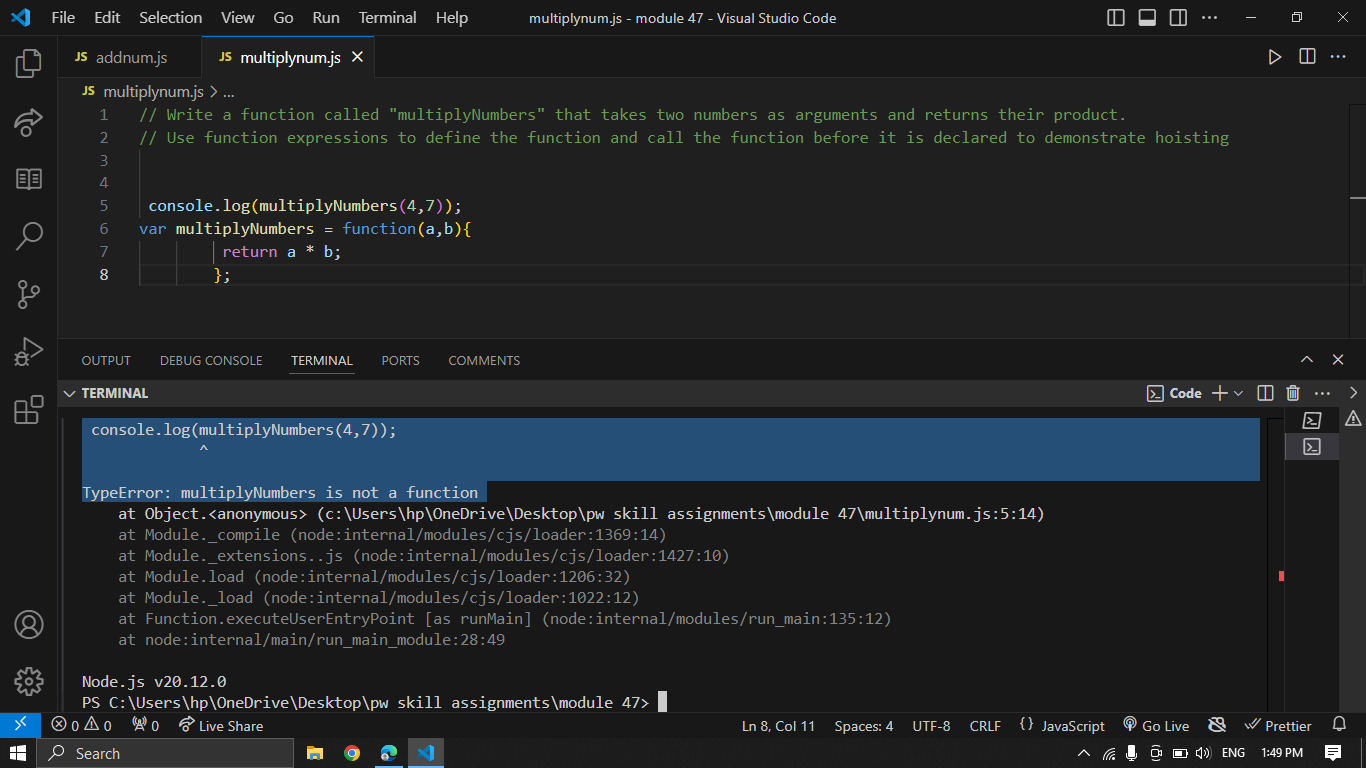 File Edit Selection View Go Run Terminal Help multiplynum.js - module 47 - Visual Studio Code
JS addnum.js JS multiplynum.js
JS multiplynum.js > ...
1 // Write a function called "multiplyNumbers" that takes two numbers as arguments and returns their product.
2 // Use function expressions to define the function and call the function before it is declared to demonstrate hoisting
3
4
5 console.log(multiplyNumbers(4,7));
6 var multiplyNumbers = function(a,b){
7 return a * b;
8 };
OUTPUT DEBUG CONSOLE TERMINAL PORTS COMMENTS
TERMINAL Code
console.log(multiplyNumbers(4,7));
^
TypeError: multiplyNumbers is not a function
at Object.<anonymous> (c:\Users\hp\OneDrive\Desktop\pw skill assignments\module 47\multiplynum.js:5:14)
at Module._compile (node:internal/modules/cjs/loader:1369:14)
at Module._extensions..js (node:internal/modules/cjs/loader:1427:10)
at Module.load (node:internal/modules/cjs/loader:1206:32)
at Module._load (node:internal/modules/cjs/loader:1022:12)
at Function.executeUserEntryPoint [as runMain] (node:internal/modules/run_main:135:12)
at node:internal/main/run_main_module:28:49
Node.js v20.12.0
PS C:\Users\hp\OneDrive\Desktop\pw skill assignments\module 47>
0 0 0 Live Share Ln 8, Col 11 Spaces: 4 UTF-8 CRLF {} JavaScript Go Live Prettier
Search ENG 1:49 PM